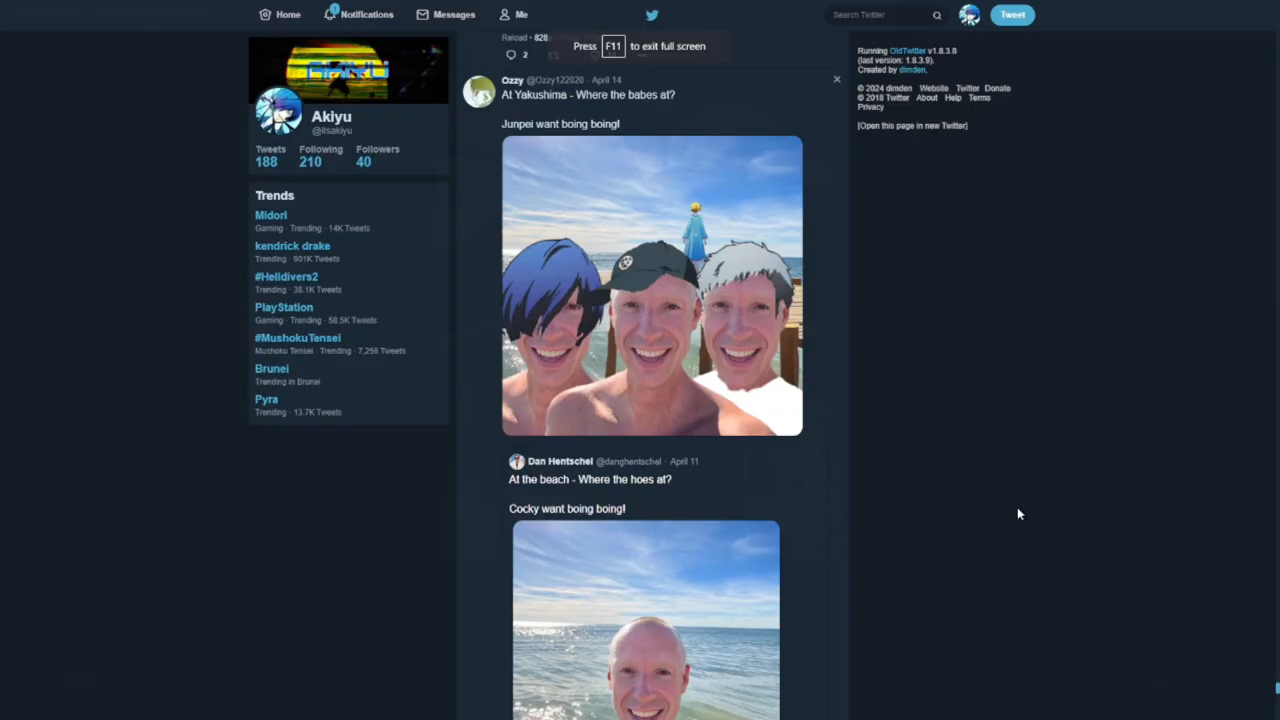 Home
Notifications
Messages
Me
Search Twitter
Tweet
AKIYU
Akiyu
@itsakiyu
Tweets
Following
Followers
188
210
40
Trends
Midori
Gaming · Trending · 14K Tweets
kendrick drake
Trending · 901K Tweets
#Helldivers2
Trending · 38.1K Tweets
PlayStation
Gaming · Trending · 58.5K Tweets
#MushokuTensei
Mushoku Tensei · Trending · 7,256 Tweets
Brunei
Trending in Brunei
Pyra
Trending · 13.7K Tweets
Reload •
2
Press F11 to exit full screen
Ozzy @Ozzy122020 · April 14
At Yakushima - Where the babes at?
Junpei want boing boing!
Dan Hentschel @danghentschel · April 11
At the beach - Where the hoes at?
Cocky want boing boing!
Running OldTwitter v1.8.3.8
(last version: 1.8.3.9).
Created by dimden.
© 2024 dimden Website Twitter Donate
© 2018 Twitter About Help Terms
Privacy
[Open this page in new Twitter]